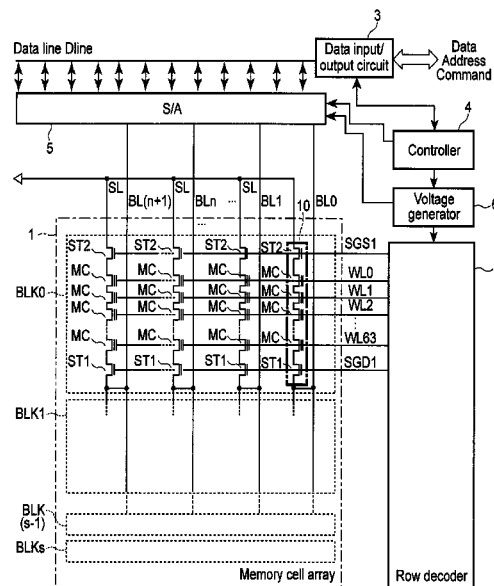 3
Data line Dline
Data input/
output circuit
Data
Address
Command
S/A
5
4
Controller
6
Voltage
generator
SL SL SL
BL(n+1) BLn ... BL1 BL0
10
1
ST2 ST2 ST2 ST2 SGS1
BLK0
MC MC MC MC WL0
MC MC MC MC WL1
MC MC MC MC WL2
MC MC MC MC WL63
ST1 ST1 ST1 ST1 SGD1
BLK1
BLK
(s-1)
BLKs
Memory cell array
Row decoder